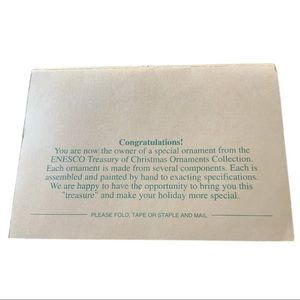 Congratulations!
You are now the owner of a special ornament from the
ENESCO Treasury of Christmas Ornaments Collection.
Each ornament is made from several components. Each is
assembled and painted by hand to exacting specifications.
We are happy to have the opportunity to bring you this
"treasure" and make your holiday more special.
PLEASE FOLD, TAPE OR STAPLE AND MAIL